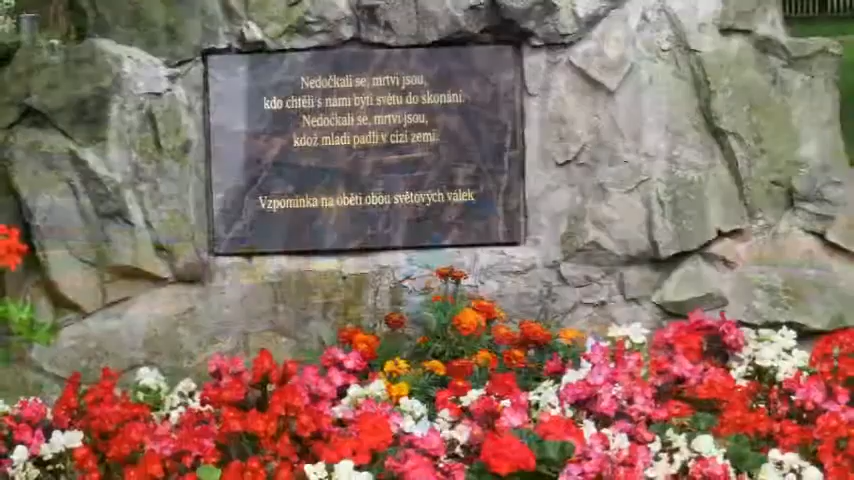 Nedočkali se, mrtví jsou,
kdo chtěli s námi býti světu do skonání.
Nedočkali se, mrtví jsou,
kdož mladí padli v cizí zemi.
Vzpomínka na oběti obou světových válek